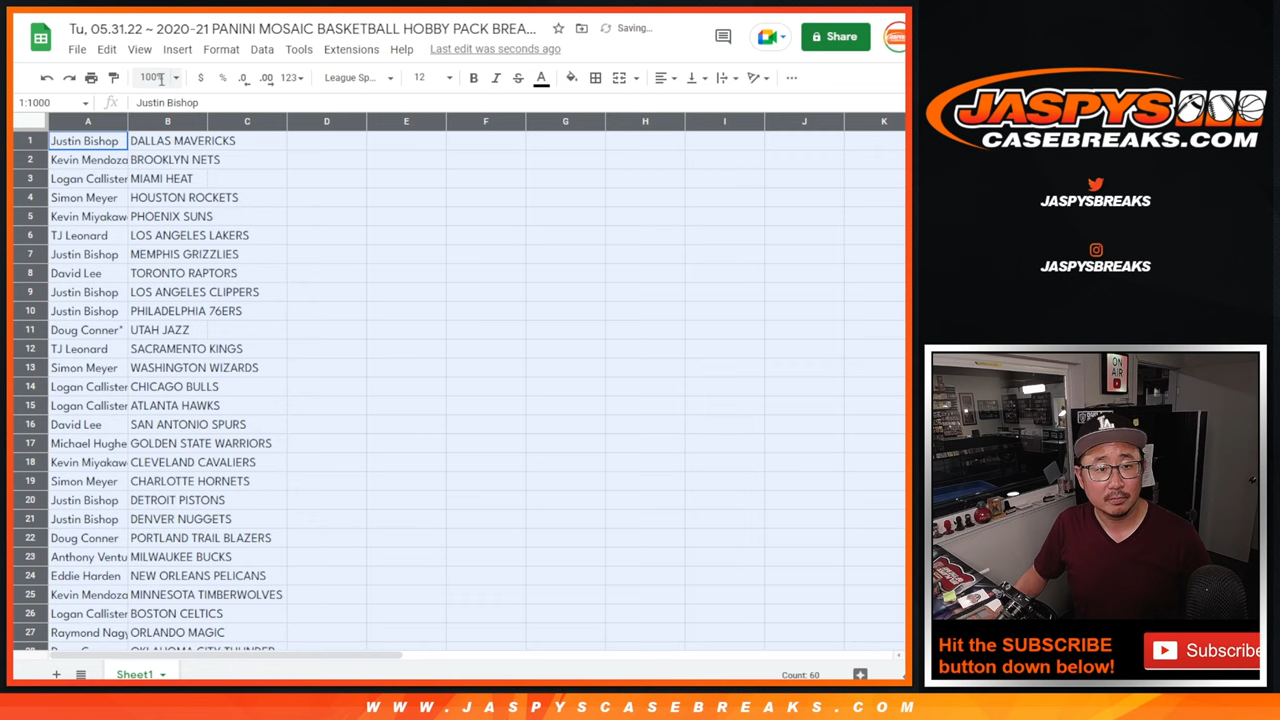 Tu, 05.31.22 ~ 2020-21 PANINI MOSAIC BASKETBALL HOBBY PACK BREA...
Saving...
File Edit View Insert Format Data Tools Extensions Help Last edit was seconds ago
Share
100% $ % .0 .00 123 League Sp... 12 B I S A
1:1000 fx Justin Bishop
A B C D E F G H I J K
1 Justin Bishop DALLAS MAVERICKS
2 Kevin Mendoza BROOKLYN NETS
3 Logan Callister MIAMI HEAT
4 Simon Meyer HOUSTON ROCKETS
5 Kevin Miyakaw PHOENIX SUNS
6 TJ Leonard LOS ANGELES LAKERS
7 Justin Bishop MEMPHIS GRIZZLIES
8 David Lee TORONTO RAPTORS
9 Justin Bishop LOS ANGELES CLIPPERS
10 Justin Bishop PHILADELPHIA 76ERS
11 Doug Conner* UTAH JAZZ
12 TJ Leonard SACRAMENTO KINGS
13 Simon Meyer WASHINGTON WIZARDS
14 Logan Callister CHICAGO BULLS
15 Logan Callister ATLANTA HAWKS
16 David Lee SAN ANTONIO SPURS
17 Michael Hughe GOLDEN STATE WARRIORS
18 Kevin Miyakaw CLEVELAND CAVALIERS
19 Simon Meyer CHARLOTTE HORNETS
20 Justin Bishop DETROIT PISTONS
21 Justin Bishop DENVER NUGGETS
22 Doug Conner PORTLAND TRAIL BLAZERS
23 Anthony Ventu MILWAUKEE BUCKS
24 Eddie Harden NEW ORLEANS PELICANS
25 Kevin Mendoza MINNESOTA TIMBERWOLVES
26 Logan Callister BOSTON CELTICS
27 Raymond Nagy ORLANDO MAGIC
OKLAHOMA CITY THUNDER
Sheet1
Count: 60
JASPYS
CASEBREAKS.COM
JASPYSBREAKS
JASPYSBREAKS
ON
AIR
LA
Hit the SUBSCRIBE
button down below!
Subscribe
WWW.JASPYSCASEBREAKS.COM